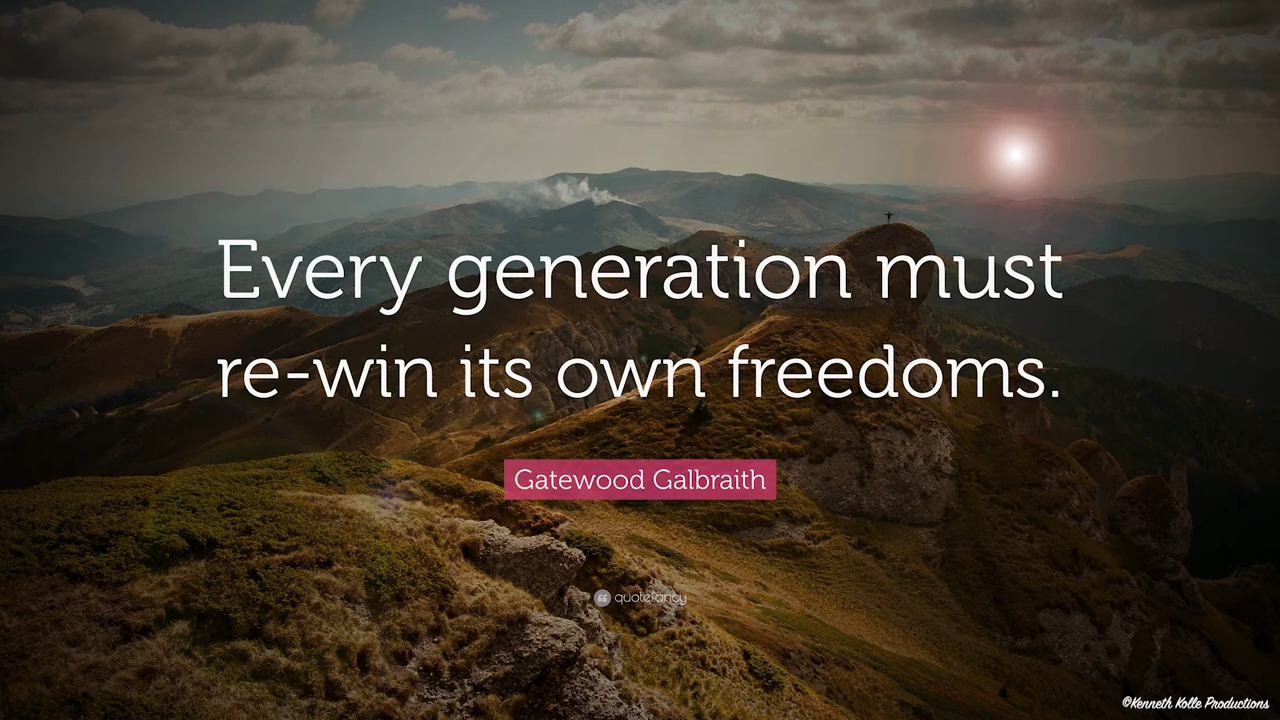 Every generation must
re-win its own freedoms.
Gatewood Galbraith
quotefancy
©Kenneth Kolle Productions